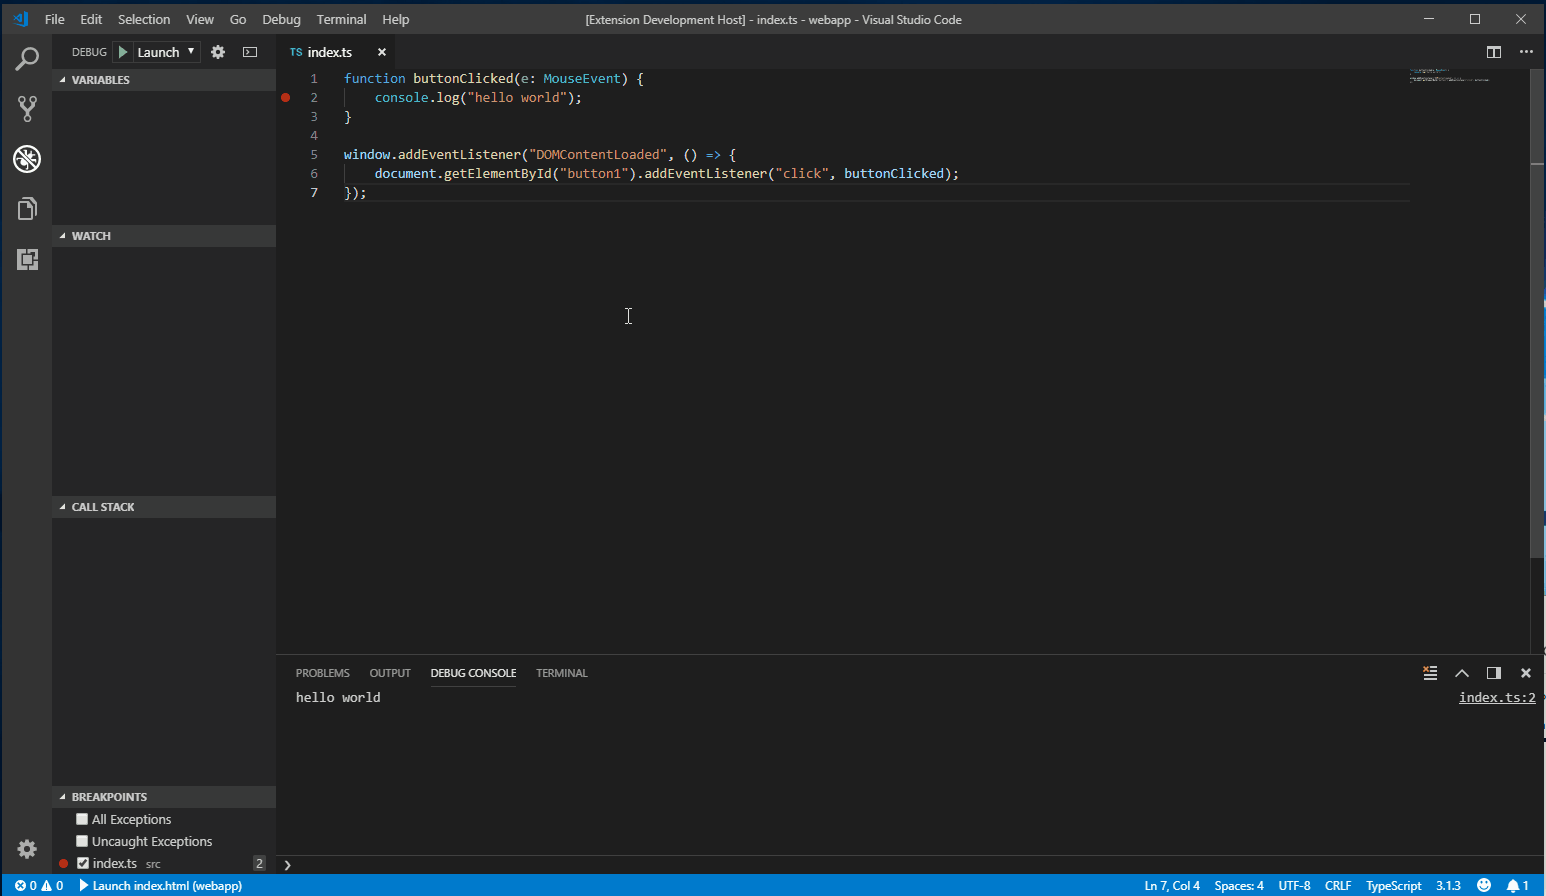 File Edit Selection View Go Debug Terminal Help
[Extension Development Host] - index.ts - webapp - Visual Studio Code
DEBUG Launch
TS index.ts
VARIABLES
WATCH
CALL STACK
BREAKPOINTS
All Exceptions
Uncaught Exceptions
index.ts src 2
1 function buttonClicked(e: MouseEvent) {
2 console.log("hello world");
3 }
4
5 window.addEventListener("DOMContentLoaded", () => {
6 document.getElementById("button1").addEventListener("click", buttonClicked);
7 });
PROBLEMS OUTPUT DEBUG CONSOLE TERMINAL
hello world index.ts:2
0 0 Launch index.html (webapp) Ln 7, Col 4 Spaces: 4 UTF-8 CRLF TypeScript 3.1.3 1